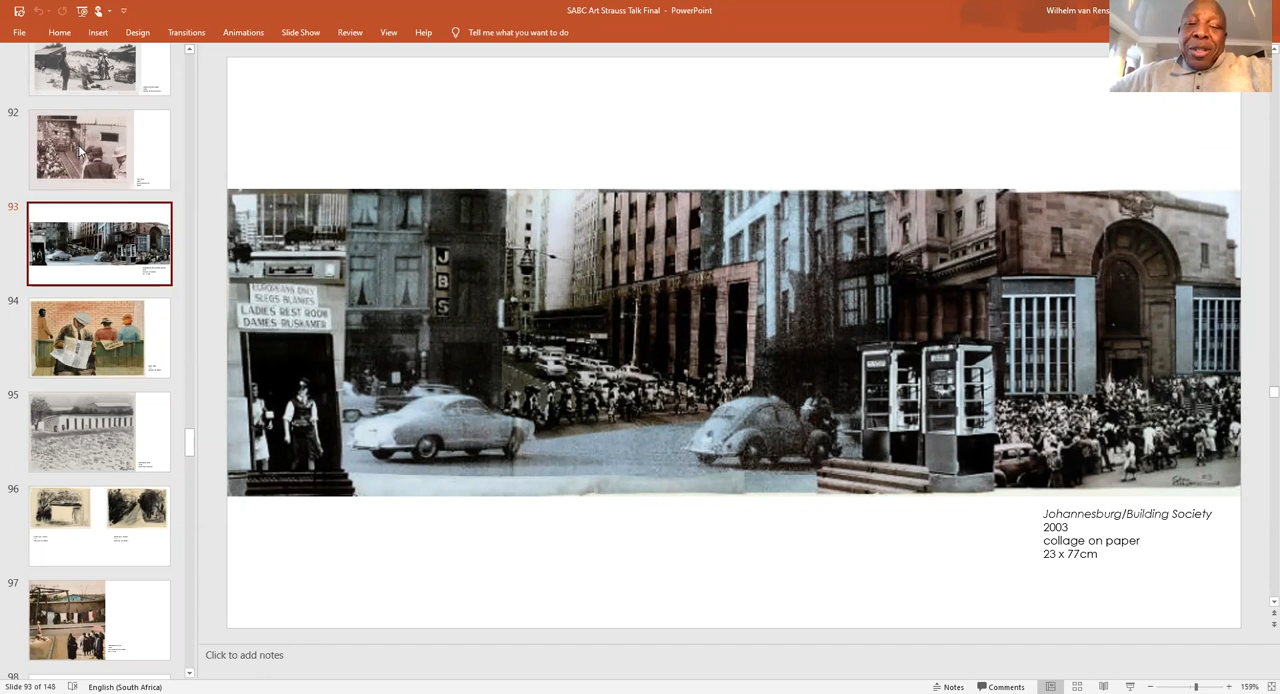 SABC Art Strauss Talk Final - PowerPoint
Wilhelm van Rens
File Home Insert Design Transitions Animations Slide Show Review View Help Tell me what you want to do
92
93
94
95
96
97
98
EUROPEANS ONLY
SLEGS BLANKES
LADIES REST ROOM
DAMES-RUSKAMER
JBS
Johannesburg/Building Society
2003
collage on paper
23 x 77cm
Click to add notes
Slide 93 of 148 English (South Africa) Notes Comments 159%